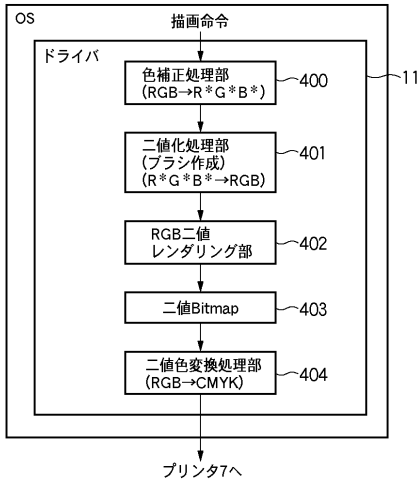 OS
描画命令
ドライバ
11
色補正処理部
(RGB→R*G*B*)
400
二値化処理部
(ブラシ作成)
(R*G*B*→RGB)
401
RGB二値
レンダリング部
402
二値Bitmap
403
二値色変換処理部
(RGB→CMYK)
404
プリンタ7へ